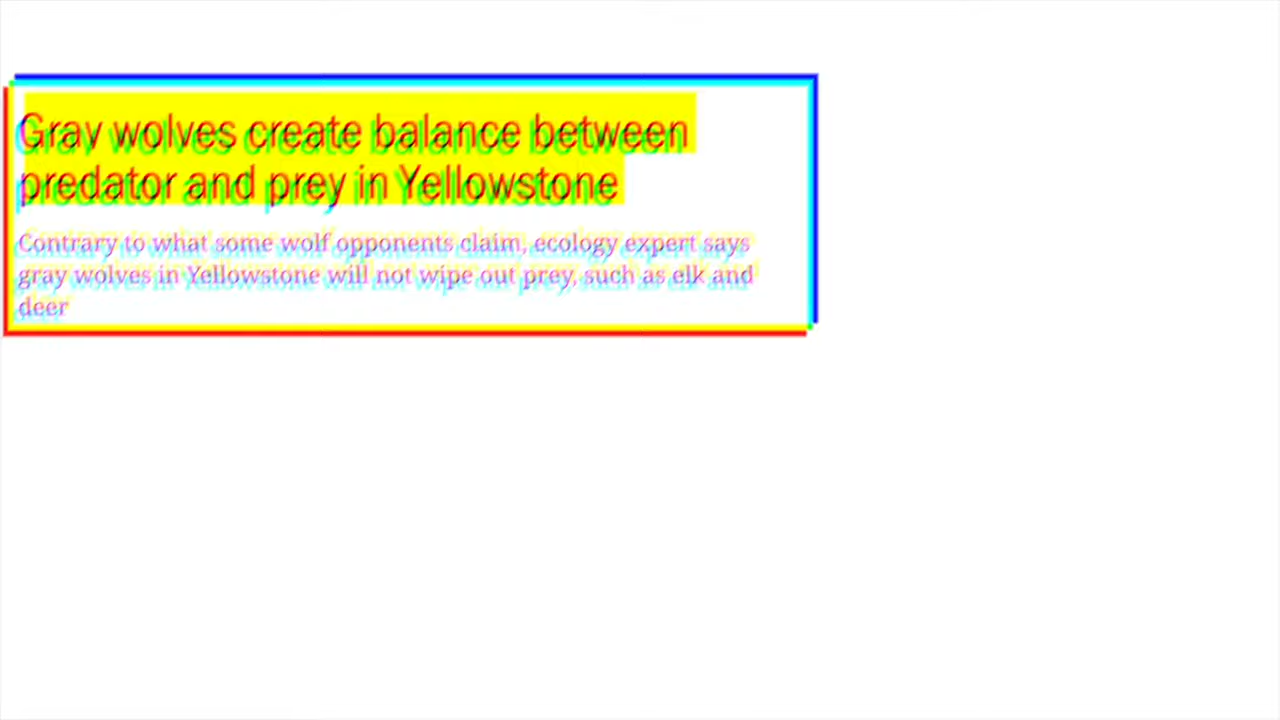 Gray wolves create balance between
predator and prey in Yellowstone
Contrary to what some wolf opponents claim, ecology expert says
gray wolves in Yellowstone will not wipe out prey, such as elk and
deer